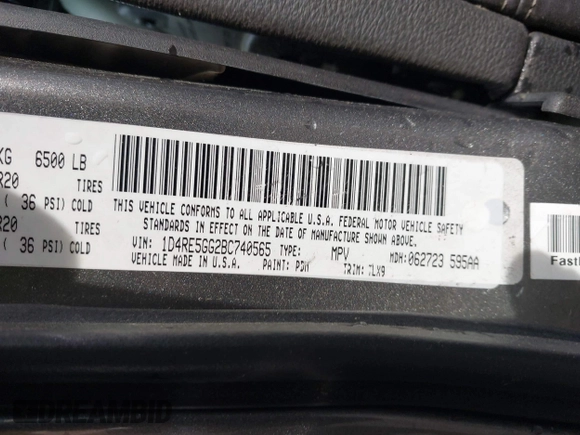 KG 6500 LB
R20 TIRES
( 36 PSI) COLD
R20 TIRES
( 36 PSI) COLD
THIS VEHICLE CONFORMS TO ALL APPLICABLE U.S.A. FEDERAL MOTOR VEHICLE SAFETY
STANDARDS IN EFFECT ON THE DATE OF MANUFACTURE SHOWN ABOVE.
VIN: 1D4RE5GG2BC740565 TYPE: MPV MDH: 062723 595AA
VEHICLE MADE IN U.S.A. PAINT: PDM TRIM: TLX9
Fast
DREAMBID